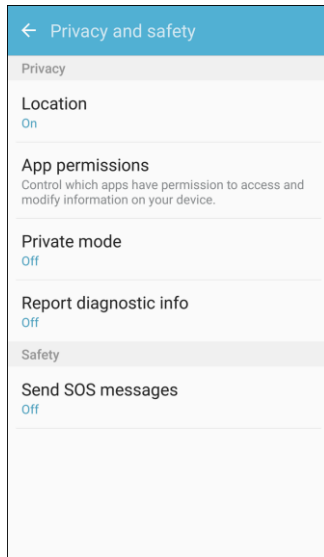 Privacy and safety
Privacy
Location
On
App permissions
Control which apps have permission to access and
modify information on your device.
Private mode
Off
Report diagnostic info
Off
Safety
Send SOS messages
Off